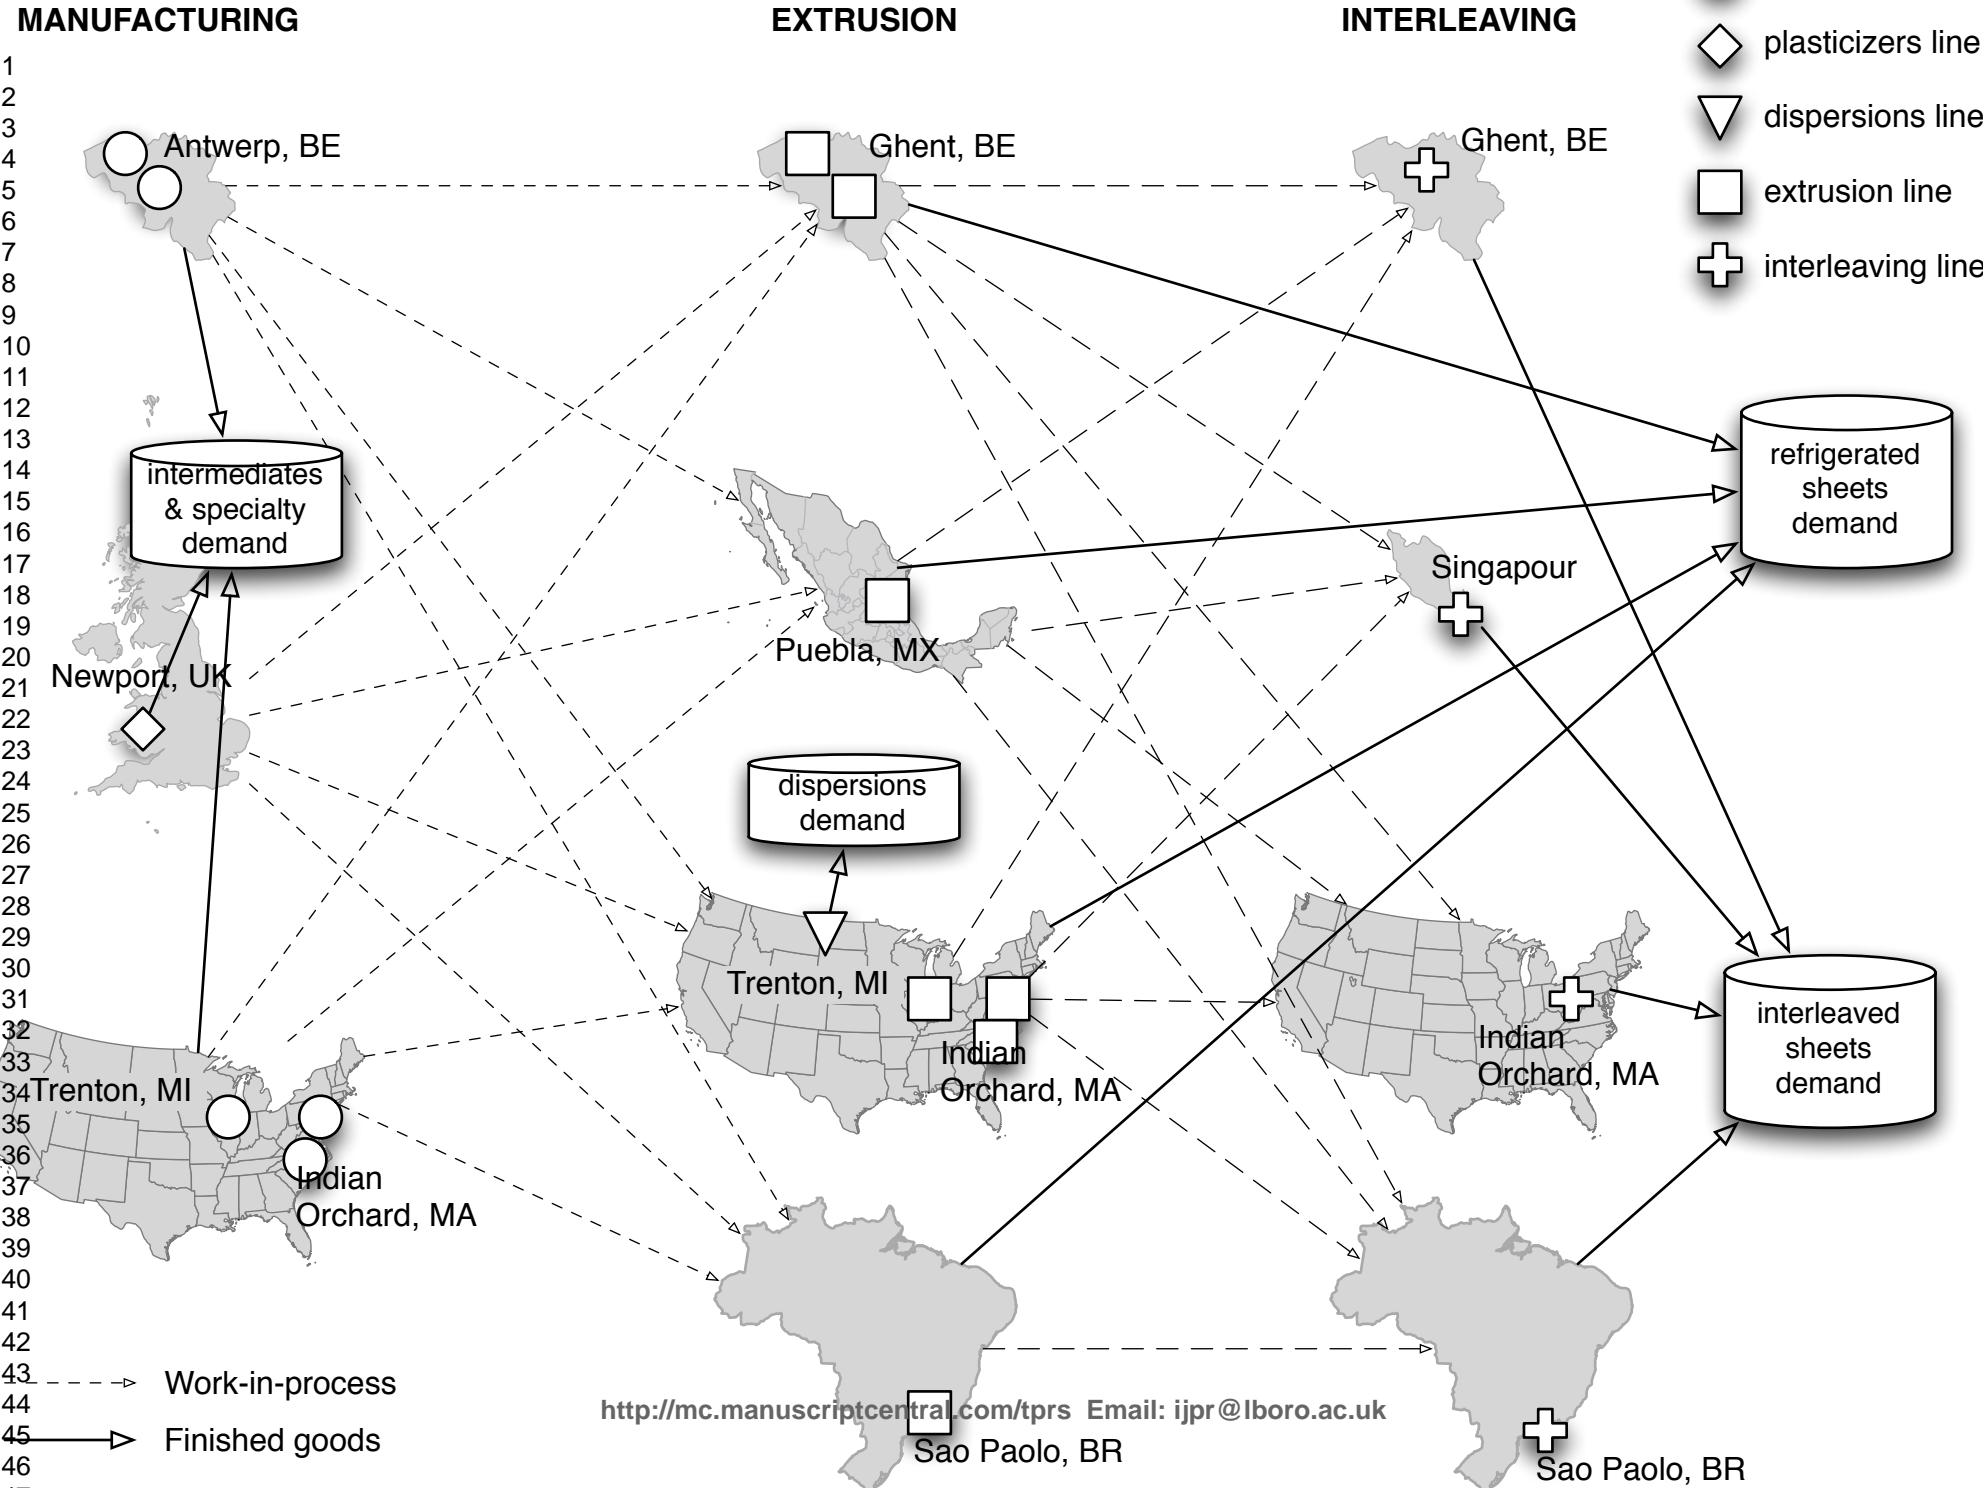 MANUFACTURING
EXTRUSION
INTERLEAVING
plasticizers line
dispersions line
extrusion line
interleaving line
1
2
3
4
5
6
7
8
9
10
11
12
13
14
15
16
17
18
19
20
21
22
23
24
25
26
27
28
29
30
31
32
33
34
35
36
37
38
39
40
41
42
43
44
45
46
Antwerp, BE
Ghent, BE
Ghent, BE
intermediates
& specialty
demand
refrigerated
sheets
demand
Singapour
Newport, UK
Puebla, MX
dispersions
demand
Trenton, MI
Indian
Orchard, MA
Trenton, MI
Indian
Orchard, MA
Indian
Orchard, MA
interleaved
sheets
demand
Work-in-process
Finished goods
http://mc.manuscriptcentral.com/tprs Email: ijpr@lboro.ac.uk
Sao Paolo, BR
Sao Paolo, BR